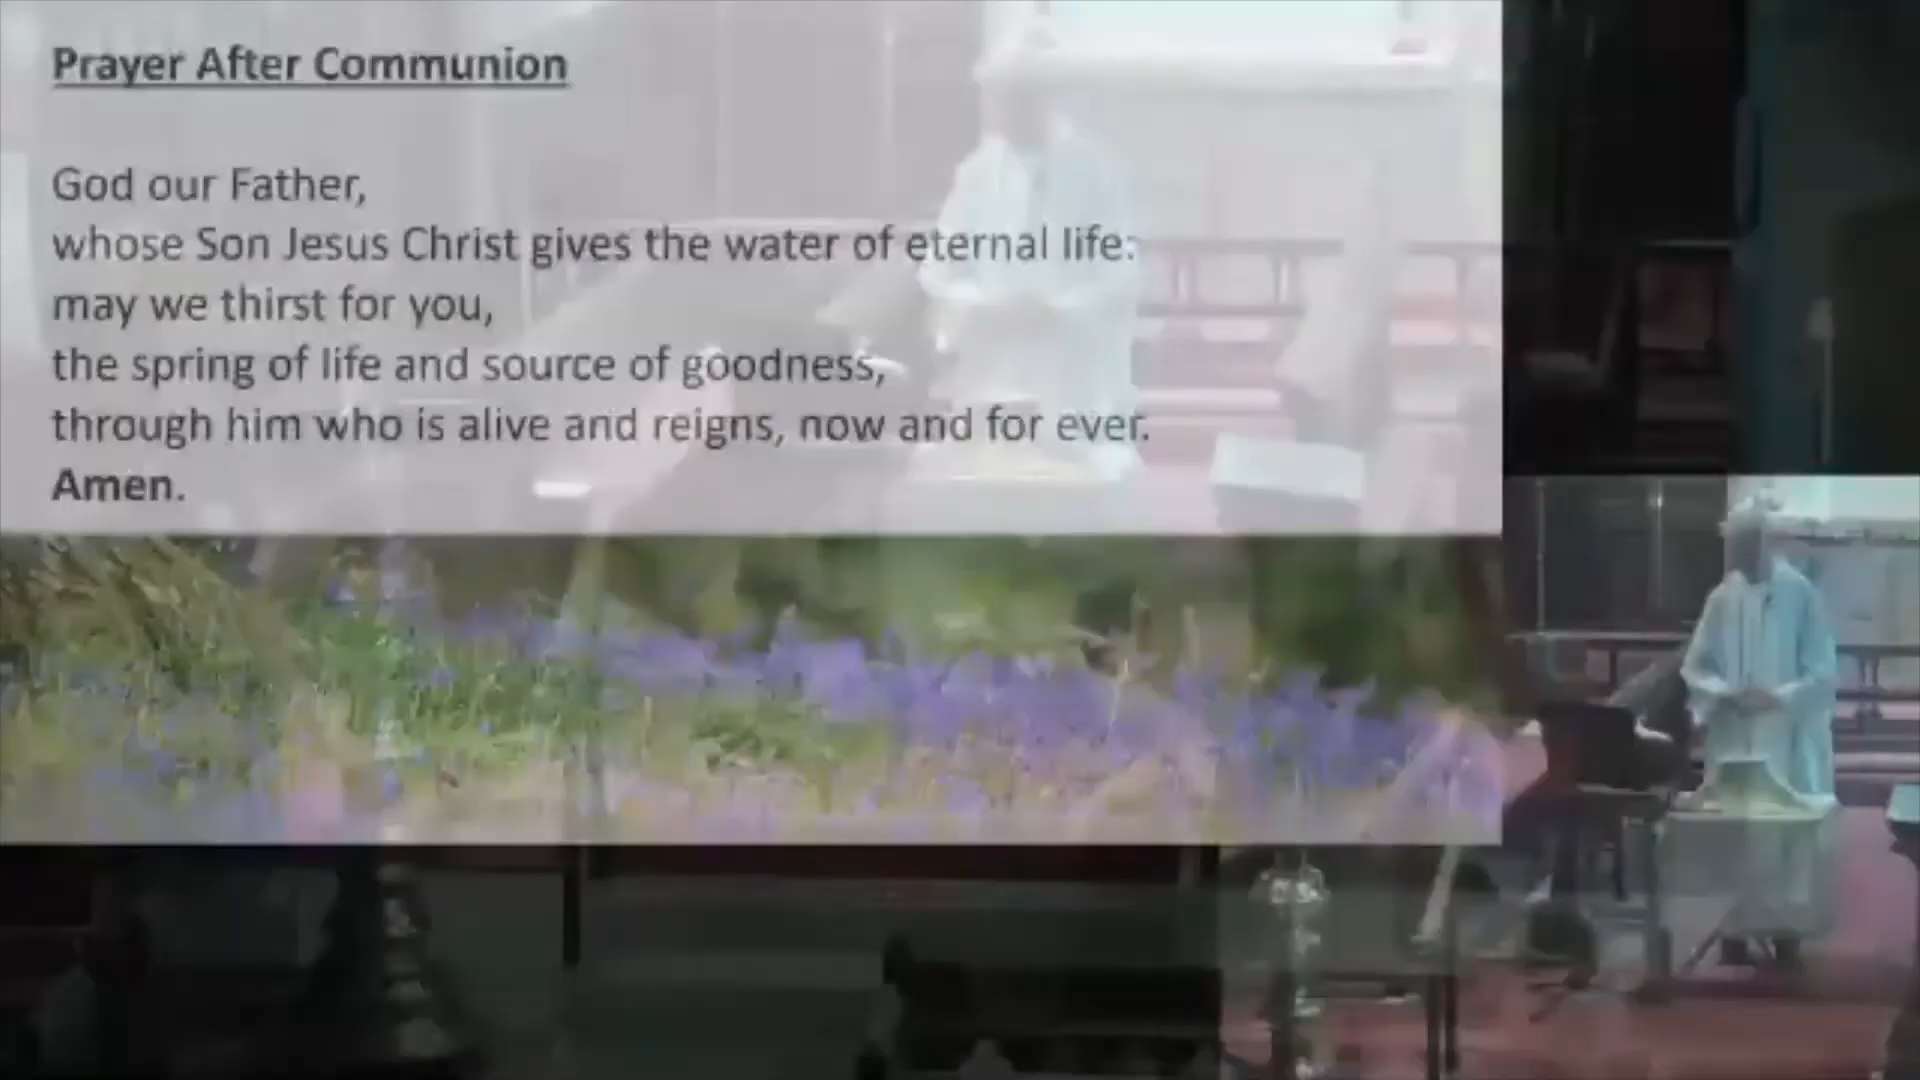 Prayer After Communion
God our Father,
whose Son Jesus Christ gives the water of eternal life:
may we thirst for you,
the spring of life and source of goodness,
through him who is alive and reigns, now and for ever.
Amen.